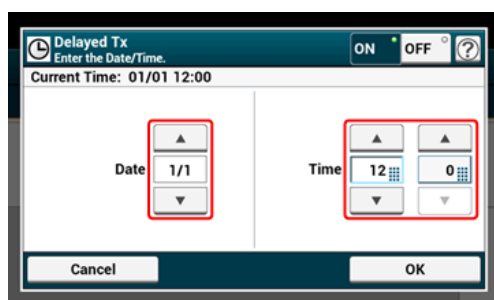 Delayed Tx
Enter the Date/Time.
ON OFF ?
Current Time: 01/01 12:00
Date 1/1 Time 12 0
Cancel OK